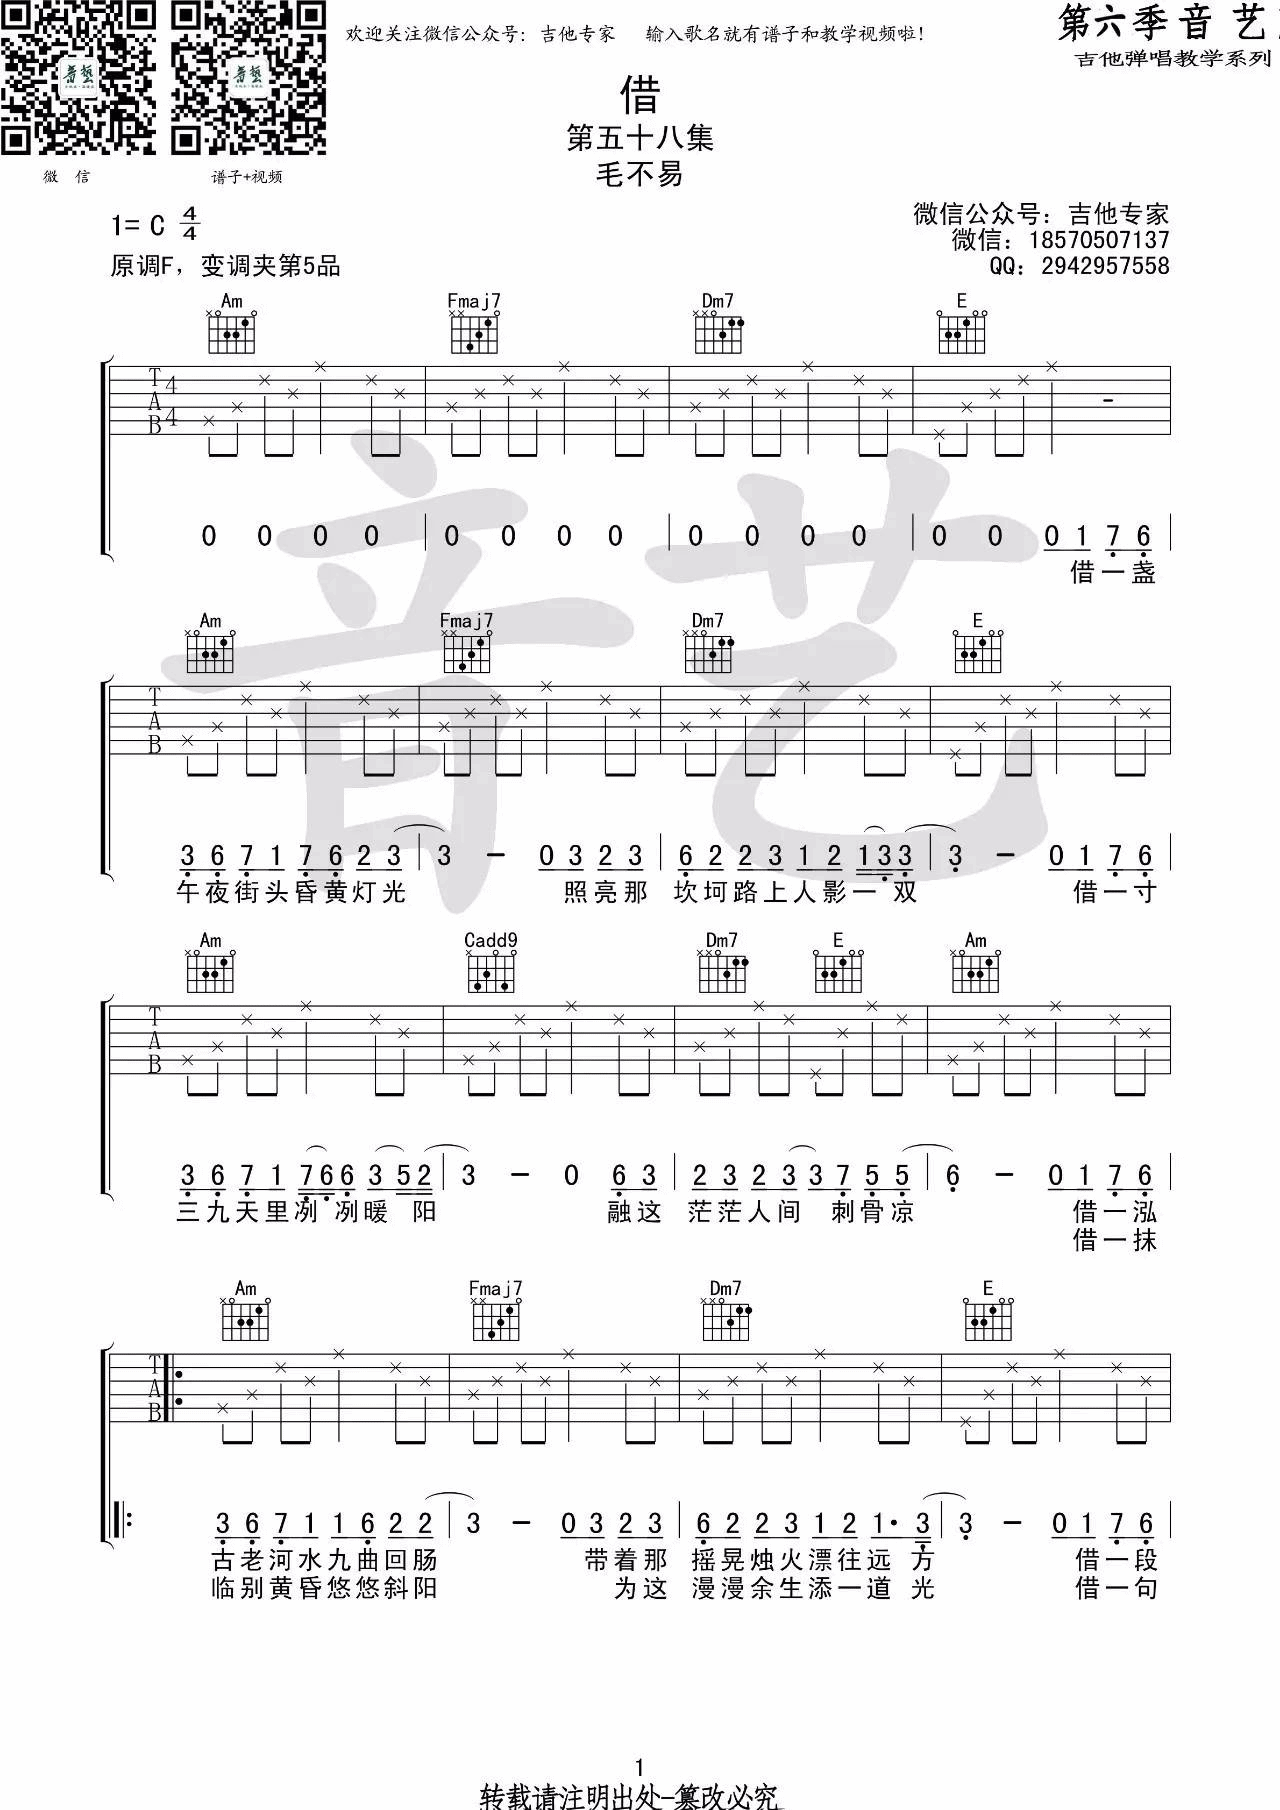 欢迎关注微信公众号：吉他专家　输入歌名就有谱子和教学视频啦！
第六季音艺
吉他弹唱教学系列
微 信
谱子+视频
借
第五十八集
毛不易
1= C 4/4
原调F，变调夹第5品
微信公众号：吉他专家
微信：18570507137
QQ：2942957558
Am Fmaj7 Dm7 E
TAB 4/4
0 0 0 0 | 0 0 0 0 | 0 0 0 0 | 0 0 0 1 7 6 |
借一盏
Am Fmaj7 Dm7 E
TAB
3 6 7 1 7 6 2 3 | 3 - 0 3 2 3 | 6 2 2 3 1 2 1 3 3 | 3 - 0 1 7 6 |
午夜街头昏黄灯光 照亮那 坎坷路上人影一双 借一寸
Am Cadd9 Dm7 E Am
TAB
3 6 7 1 7 6 6 3 5 2 | 3 - 0 6 3 | 2 3 2 3 3 7 5 5 | 6 - 0 1 7 6 |
三九天里冽冽暖阳 融这 茫茫人间刺骨凉 借一泓
借一抹
Am Fmaj7 Dm7 E
TAB
3 6 7 1 1 6 2 2 | 3 - 0 3 2 3 | 6 2 2 3 1 2 1· 3 | 3 - 0 1 7 6 |
古老河水九曲回肠 带着那 摇晃烛火漂往远方 借一段
临别黄昏悠悠斜阳 为这 漫漫余生添一道光 借一句
1
转载请注明出处-篡改必究
音艺